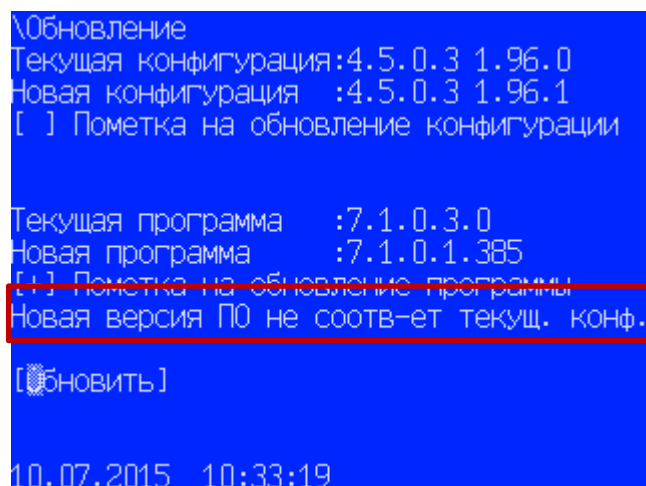 \Обновление
Текущая конфигурация:4.5.0.3 1.96.0
Новая конфигурация :4.5.0.3 1.96.1
[ ] Пометка на обновление конфигурации
Текущая программа :7.1.0.3.0
Новая программа :7.1.0.1.385
[+] Пометка на обновление программы
Новая версия ПО не соотв-ет текущ. конф.
[Обновить]
10.07.2015 10:33:19